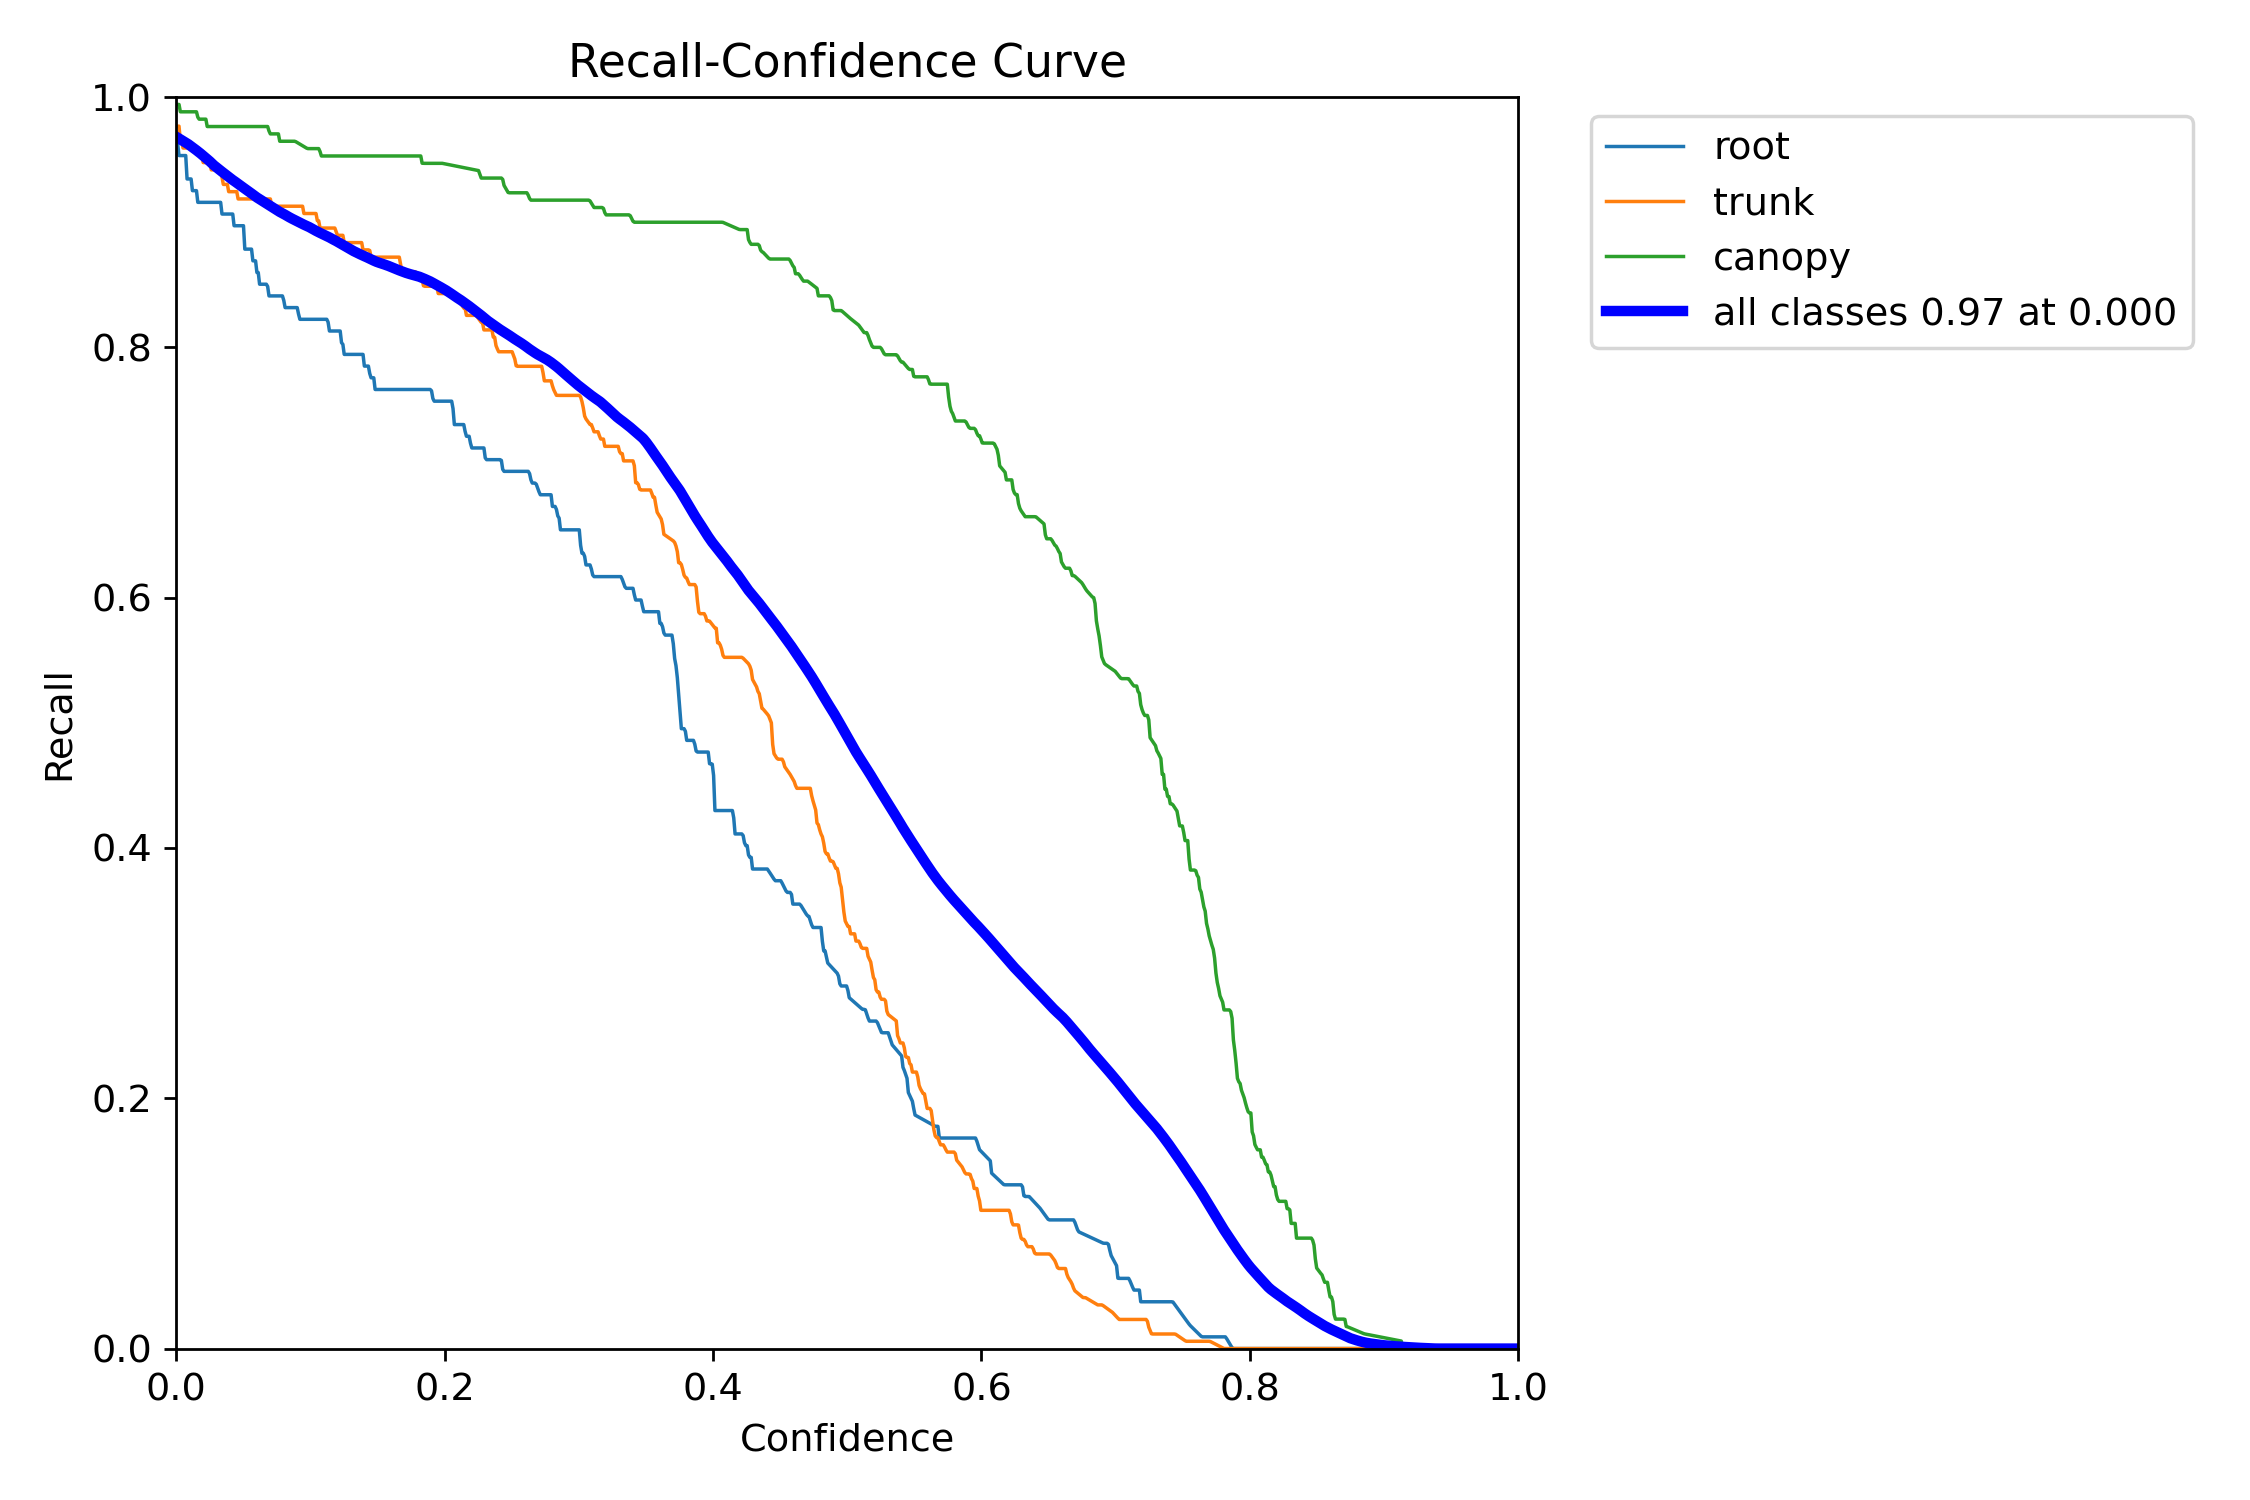 Recall-Confidence Curve
1.0
0.8
0.6
0.4
0.2
0.0
Recall
0.0 0.2 0.4 0.6 0.8 1.0
Confidence
root
trunk
canopy
all classes 0.97 at 0.000